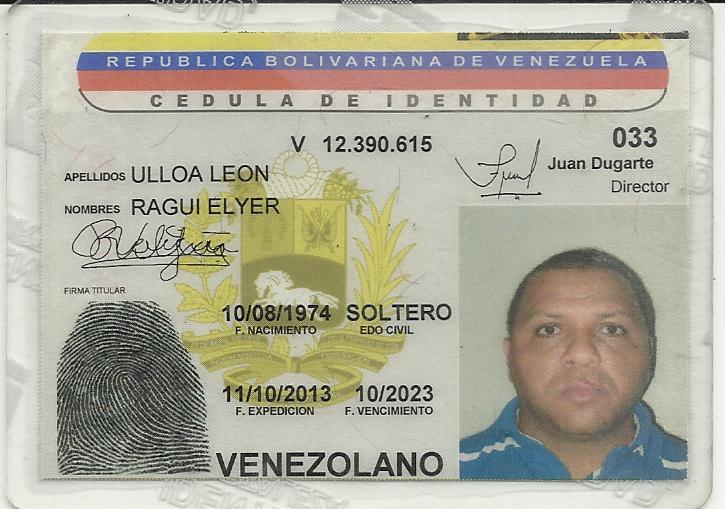 REPUBLICA BOLIVARIANA DE VENEZUELA
CEDULA DE IDENTIDAD
V 12.390.615
033
Juan Dugarte
Director
APELLIDOS ULLOA LEON
NOMBRES RAGUI ELYER
FIRMA TITULAR
10/08/1974 SOLTERO
F. NACIMIENTO EDO CIVIL
11/10/2013 10/2023
F. EXPEDICION F. VENCIMIENTO
VENEZOLANO